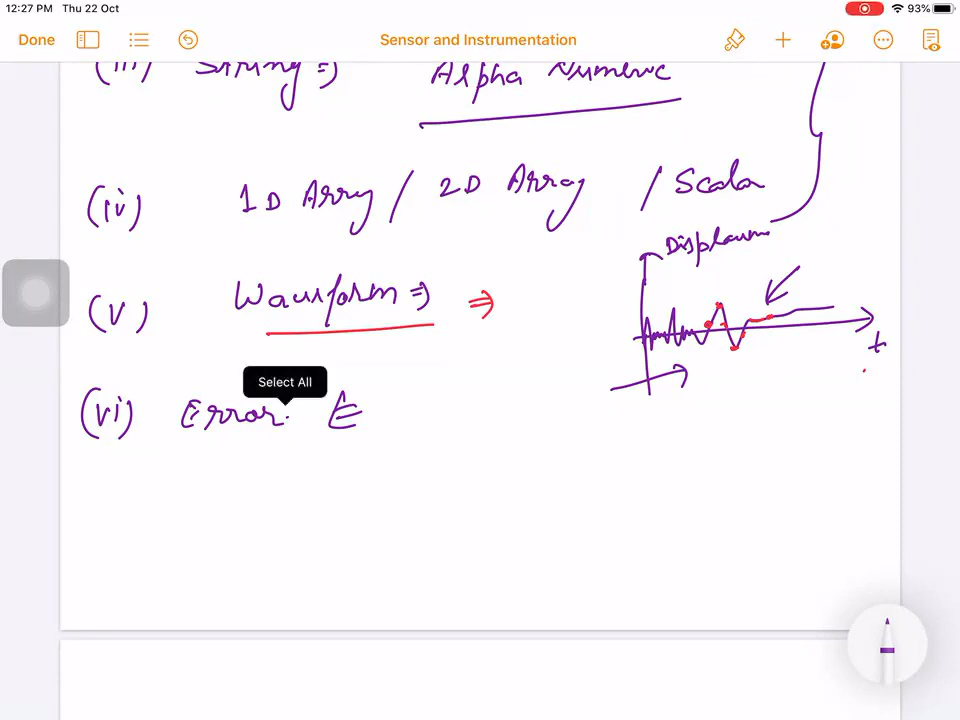 12:27 PM Thu 22 Oct 93%
Done Sensor and Instrumentation
(iii) String ⇒) Alpha Numeric
(iv) 1D Array / 2D Array / Scalar
Displacem
(v) Waveform ⇒) ⇒
t
Select All
(vi) Error. E